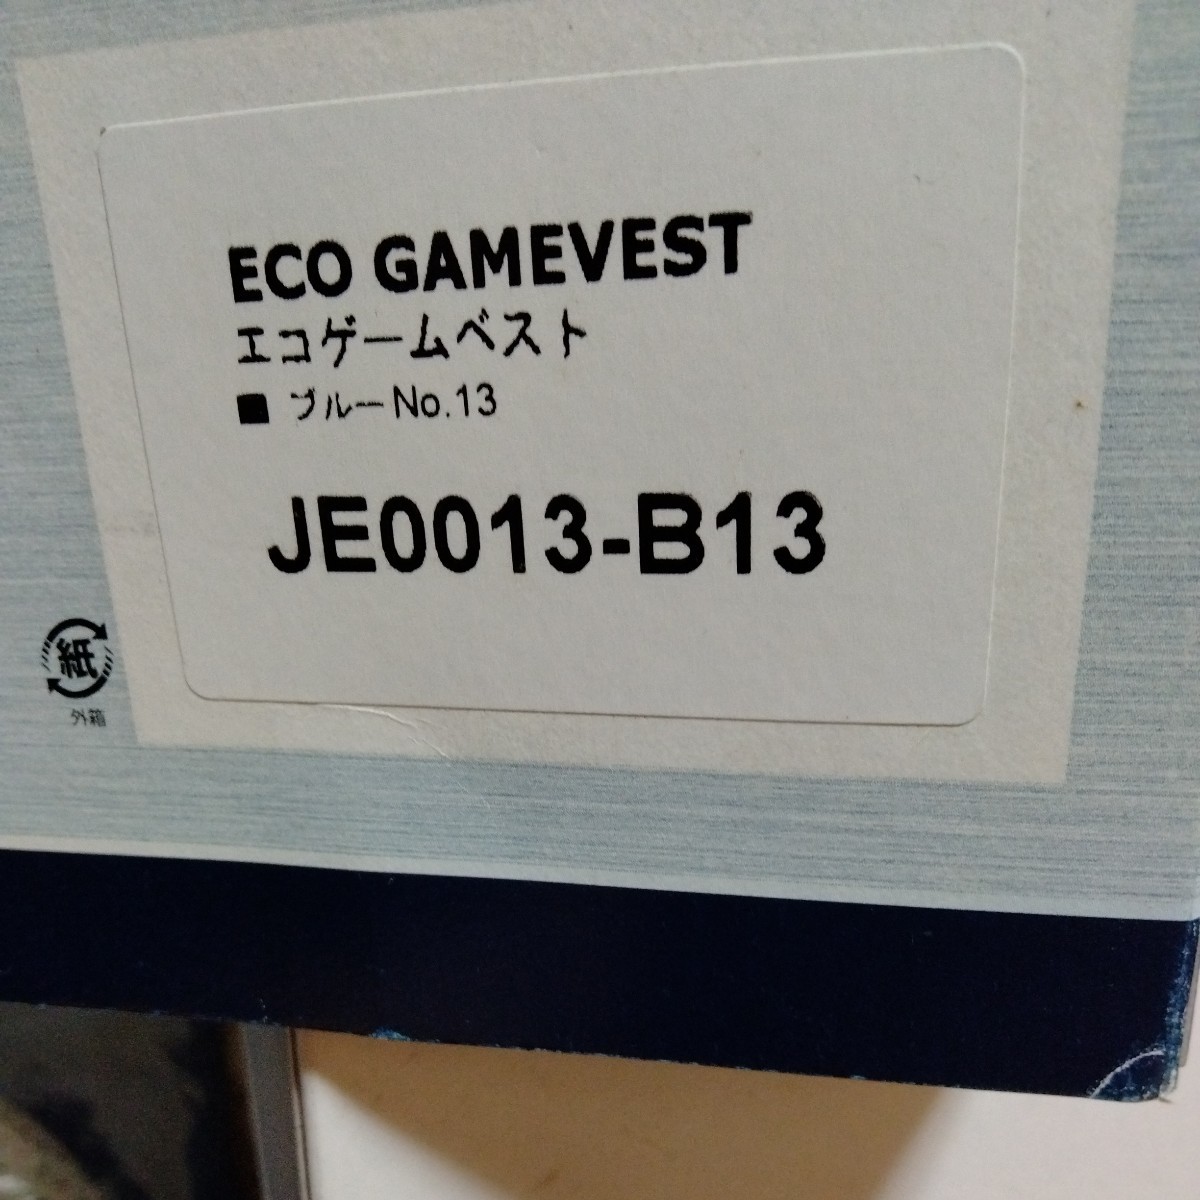 ECO GAMEVEST
エコゲームベスト
■ ブルーNo.13
JE0013-B13
紙
外箱